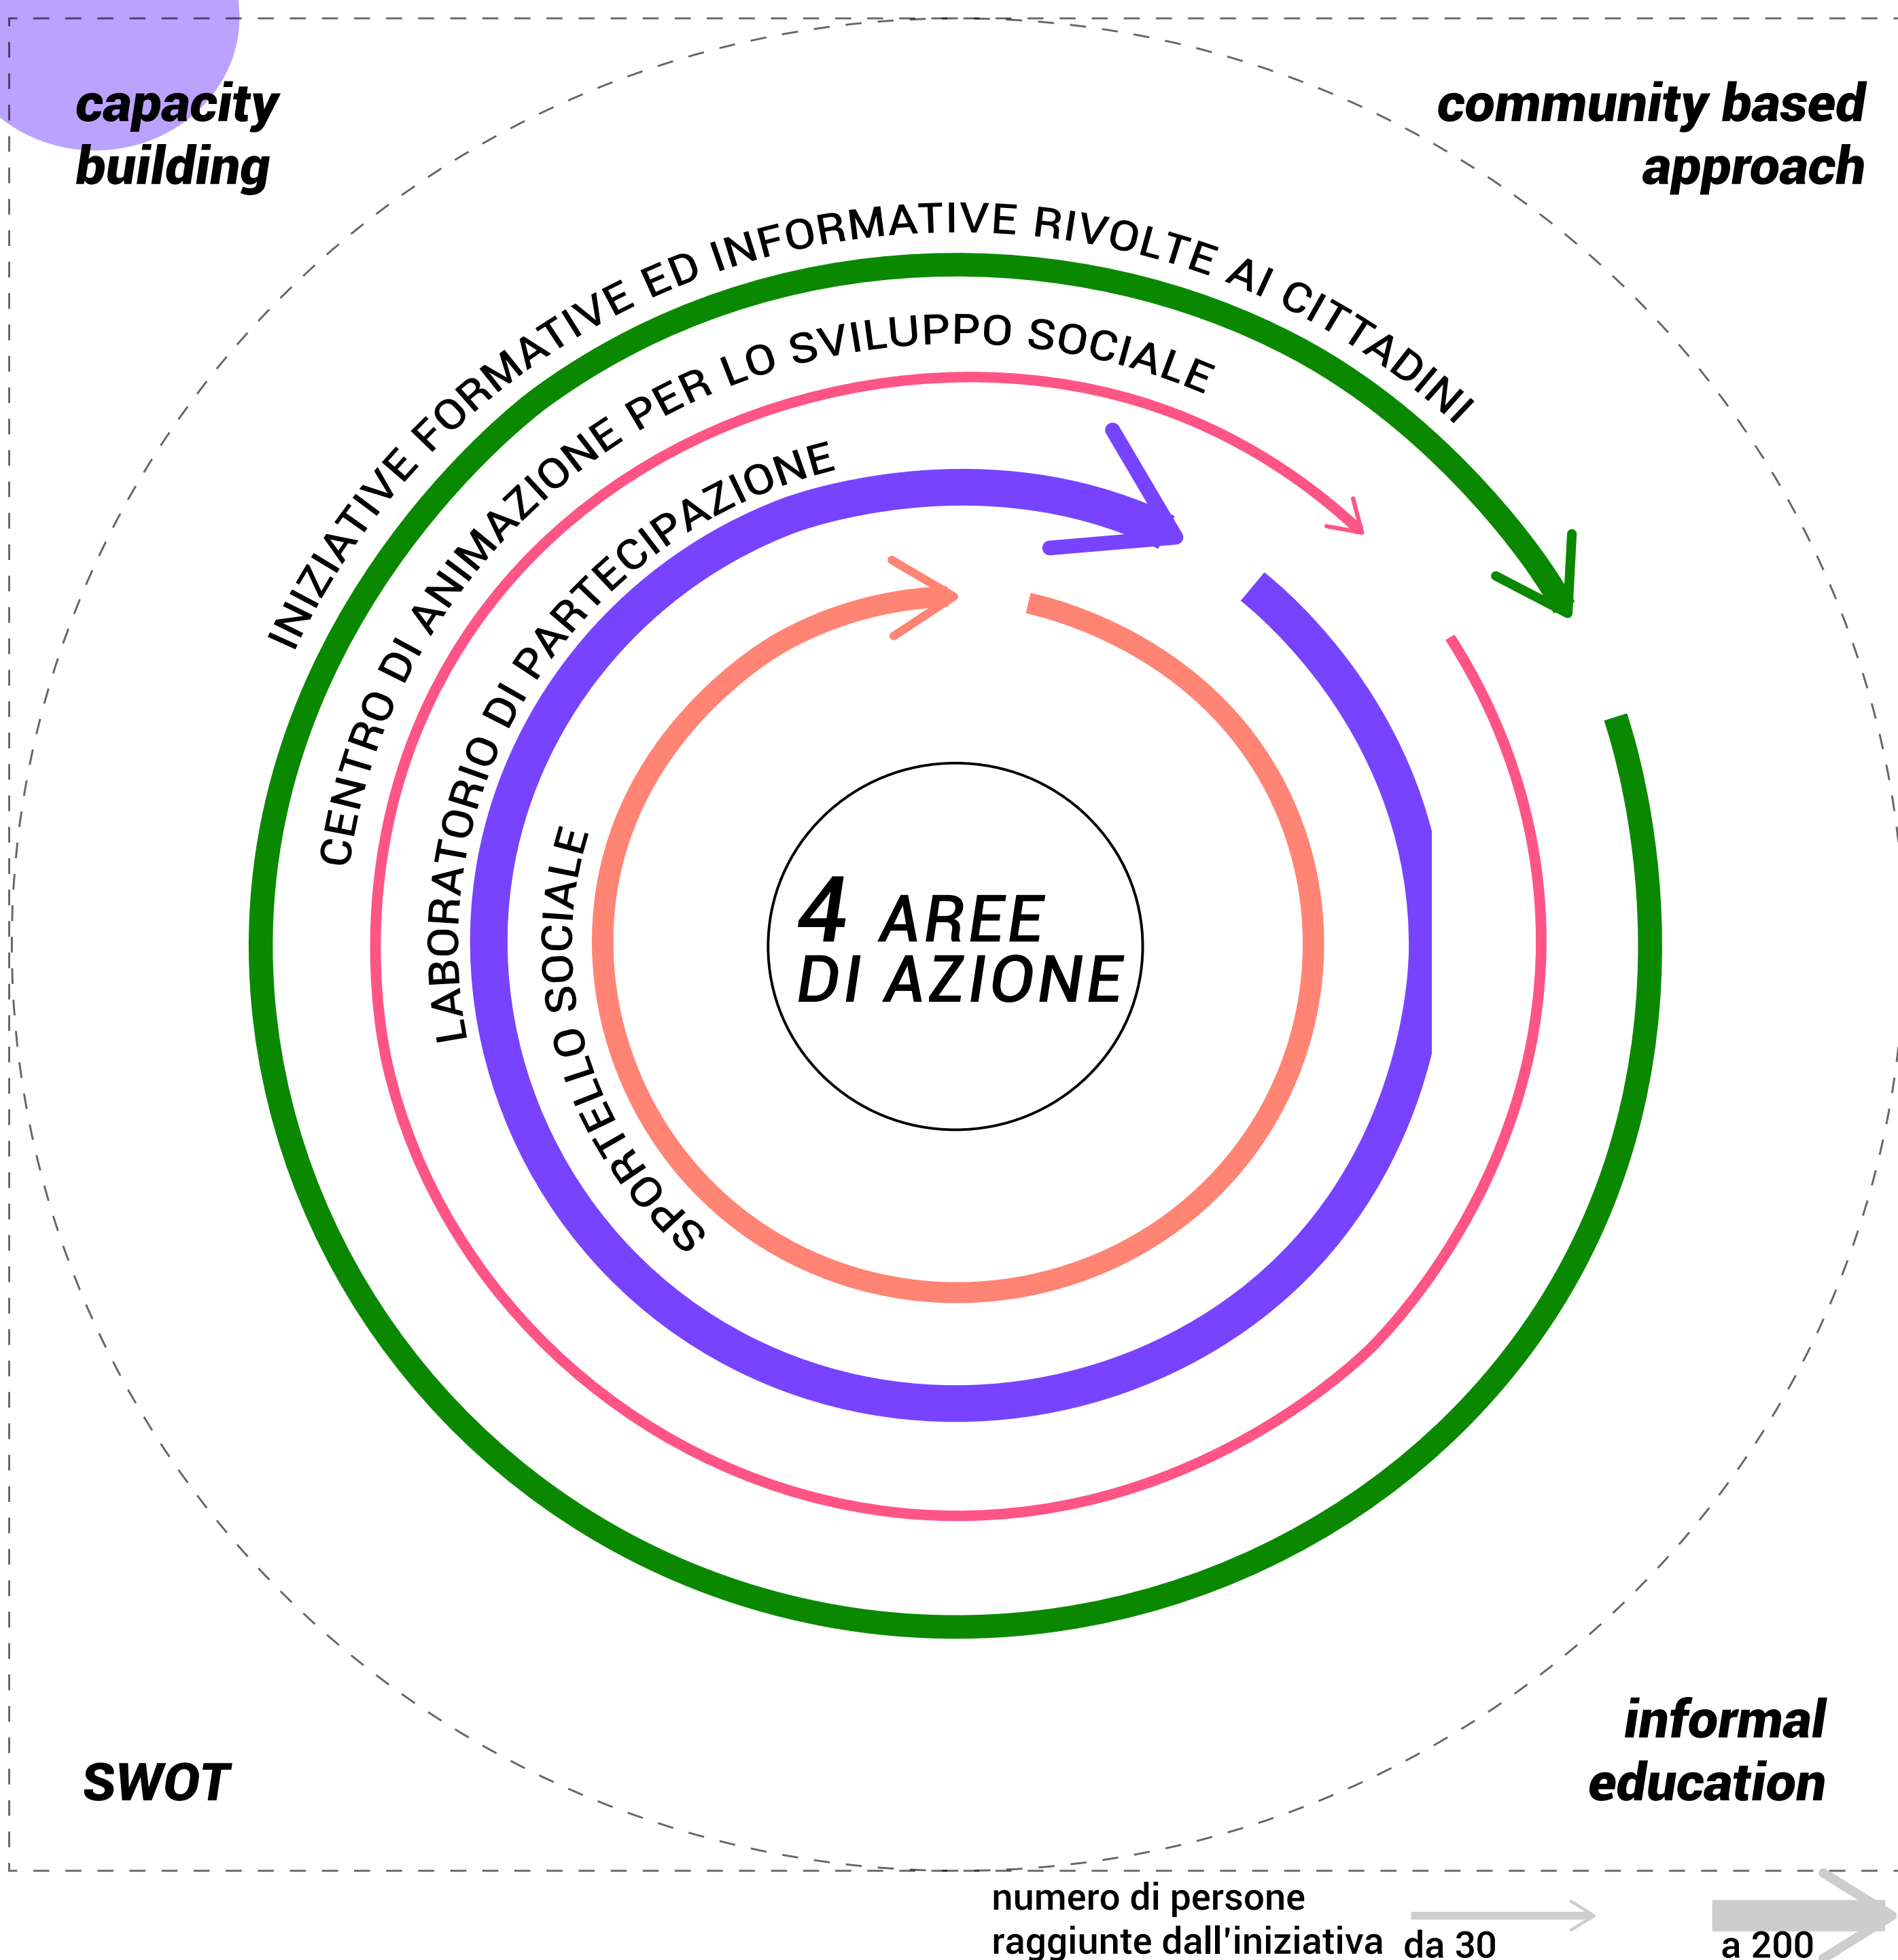 capacity
building
community based
approach
INIZIATIVE FORMATIVE ED INFORMATIVE RIVOLTE AI CITTADINI
CENTRO DI ANIMAZIONE PER LO SVILUPPO SOCIALE
LABORATORIO DI PARTECIPAZIONE
SPORTELLO SOCIALE
4 AREE
DI AZIONE
SWOT
informal
education
numero di persone
raggiunte dall'iniziativa
da 30
a 200